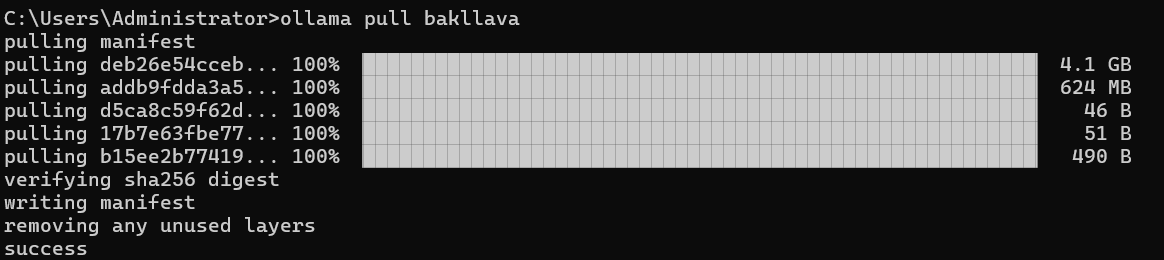 C:\Users\Administrator>ollama pull bakllava
pulling manifest
pulling deb26e54cceb... 100% 4.1 GB
pulling addb9fdda3a5... 100% 624 MB
pulling d5ca8c59f62d... 100% 46 B
pulling 17b7e63fbe77... 100% 51 B
pulling b15ee2b77419... 100% 490 B
verifying sha256 digest
writing manifest
removing any unused layers
success